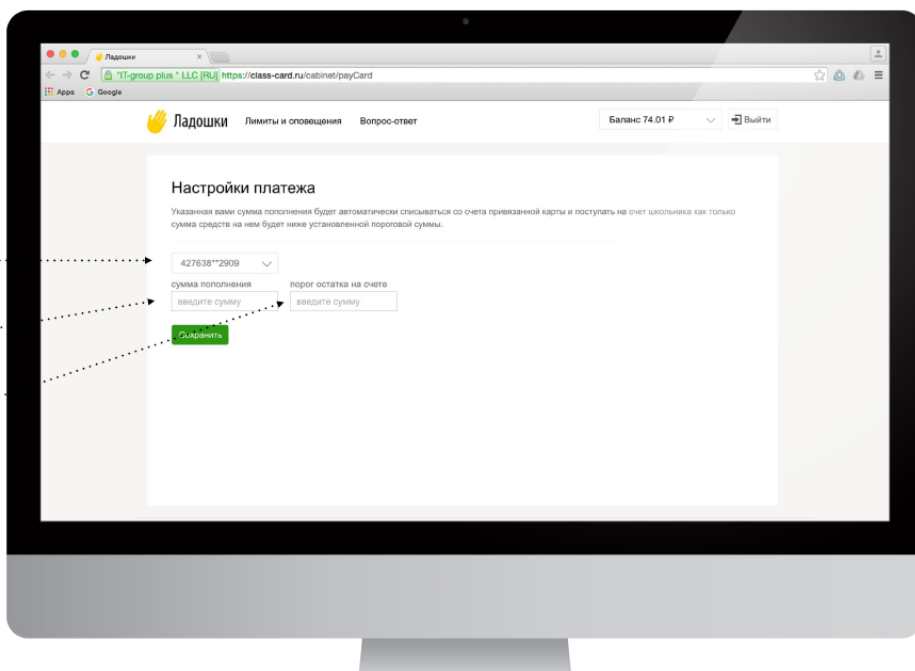 Ладошки
"IT-group plus " LLC [RU] https://class-card.ru/cabinet/payCard
Apps Google
Ладошки Лимиты и оповещения Вопрос-ответ Баланс 74.01 ₽ Выйти
Настройки платежа
Указанная вами сумма пополнения будет автоматически списываться со счета привязанной карты и поступать на счет школьника как только
сумма средств на нем будет ниже установленной пороговой суммы.
427638**2909
сумма пополнения порог остатка на счете
введите сумму введите сумму
Сохранить